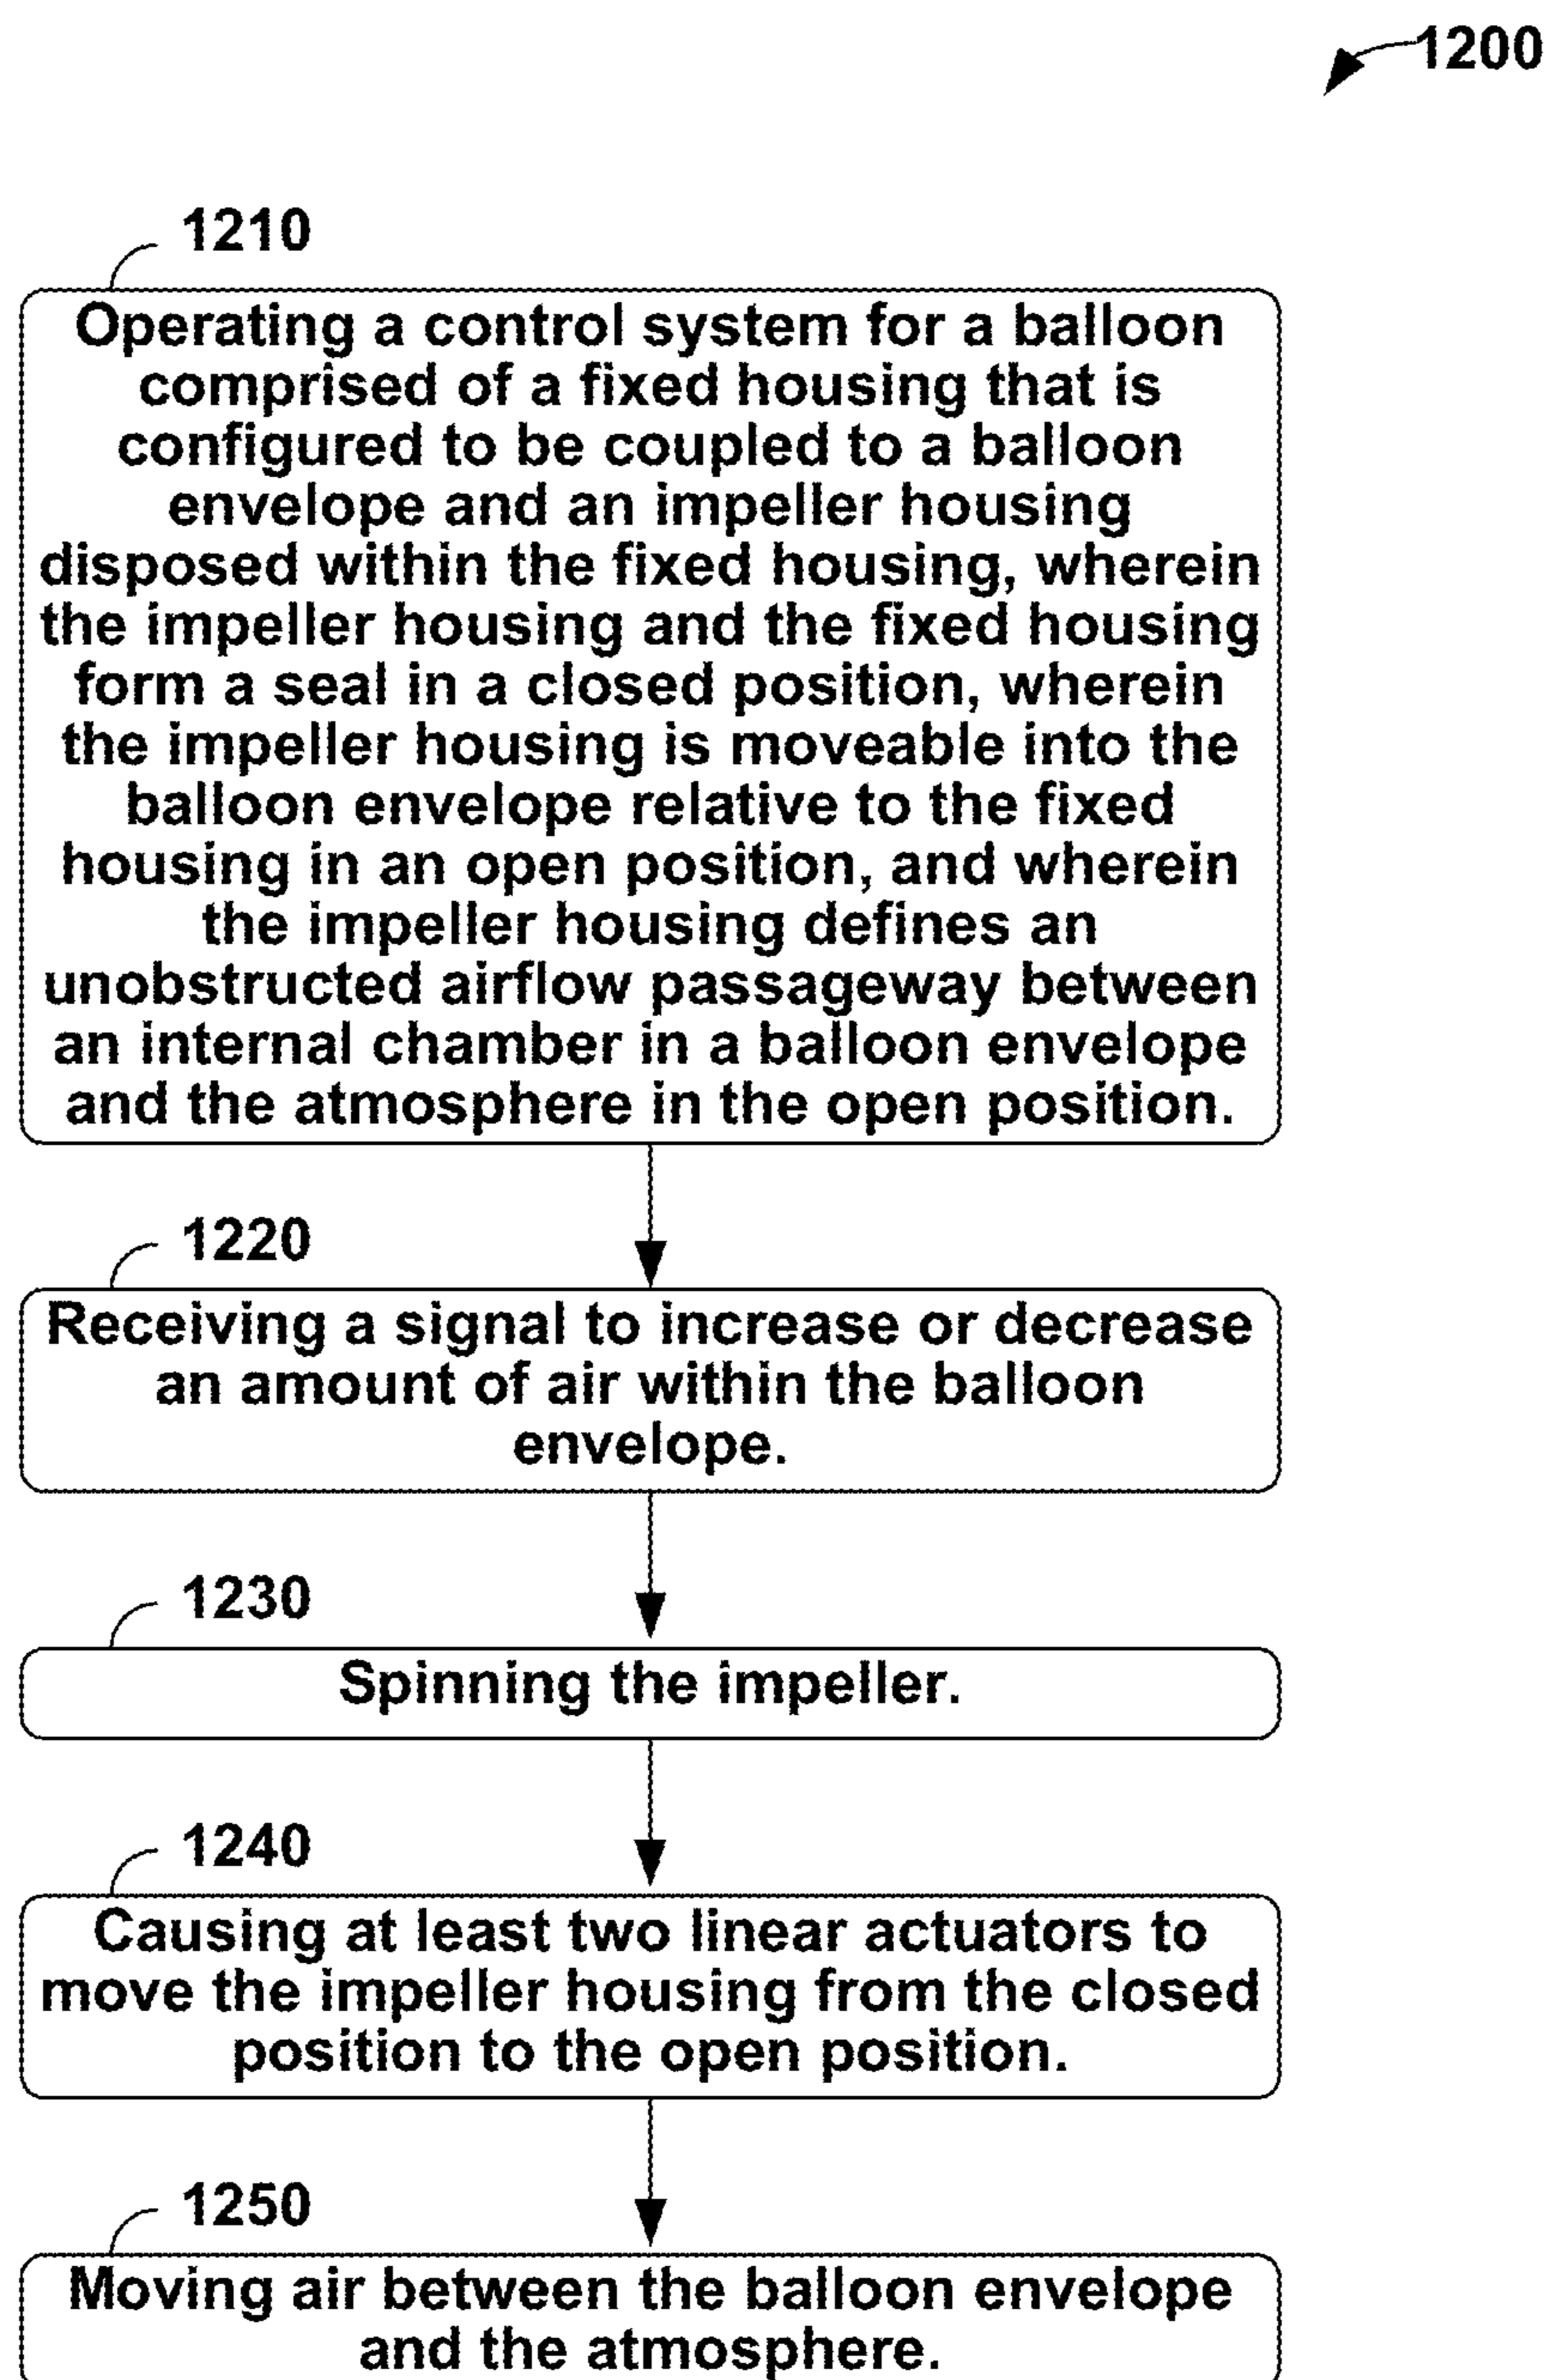 1200
1210
Operating a control system for a balloon
comprised of a fixed housing that is
configured to be coupled to a balloon
envelope and an impeller housing
disposed within the fixed housing, wherein
the impeller housing and the fixed housing
form a seal in a closed position, wherein
the impeller housing is moveable into the
balloon envelope relative to the fixed
housing in an open position, and wherein
the impeller housing defines an
unobstructed airflow passageway between
an internal chamber in a balloon envelope
and the atmosphere in the open position.
1220
Receiving a signal to increase or decrease
an amount of air within the balloon
envelope.
1230
Spinning the impeller.
1240
Causing at least two linear actuators to
move the impeller housing from the closed
position to the open position.
1250
Moving air between the balloon envelope
and the atmosphere.